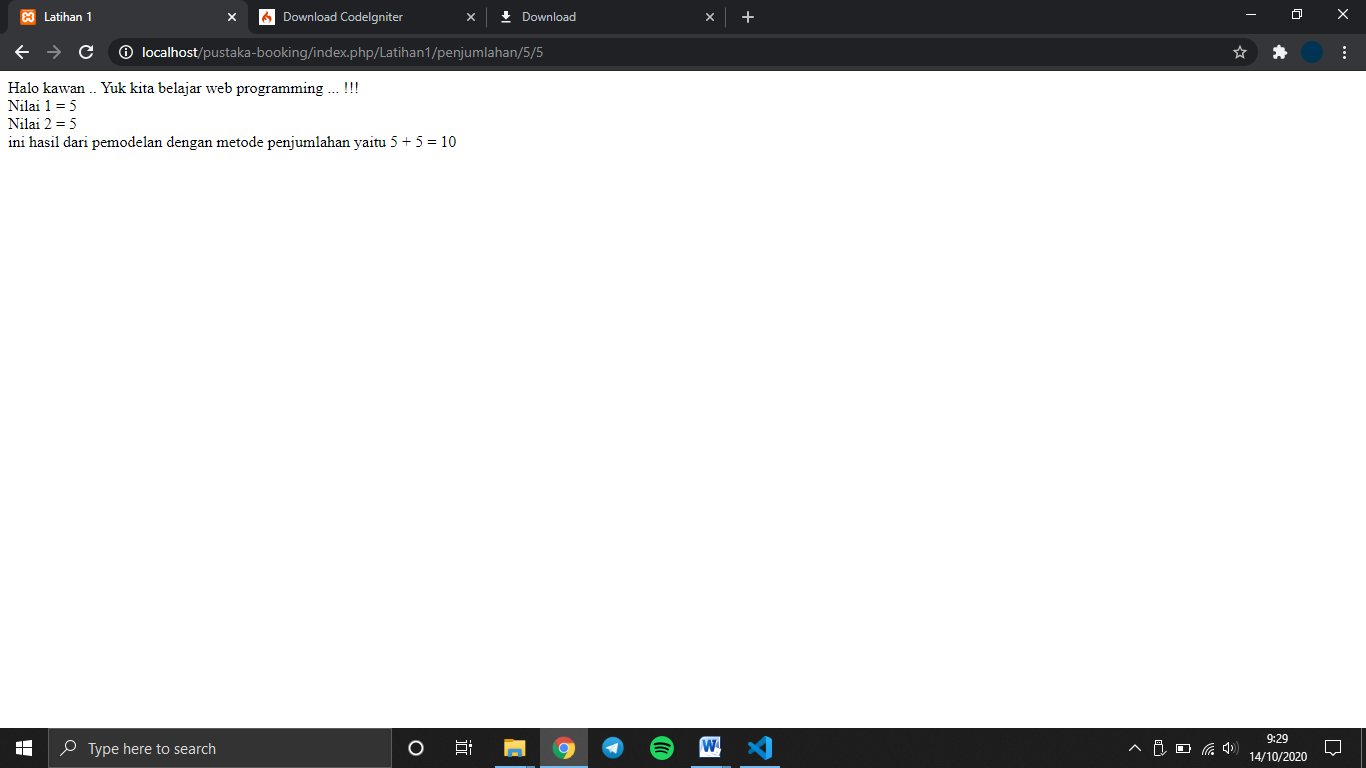 Latihan 1
Download CodeIgniter
Download
localhost/pustaka-booking/index.php/Latihan1/penjumlahan/5/5
Halo kawan .. Yuk kita belajar web programming ... !!!
Nilai 1 = 5
Nilai 2 = 5
ini hasil dari pemodelan dengan metode penjumlahan yaitu 5 + 5 = 10
Type here to search
9:29
14/10/2020